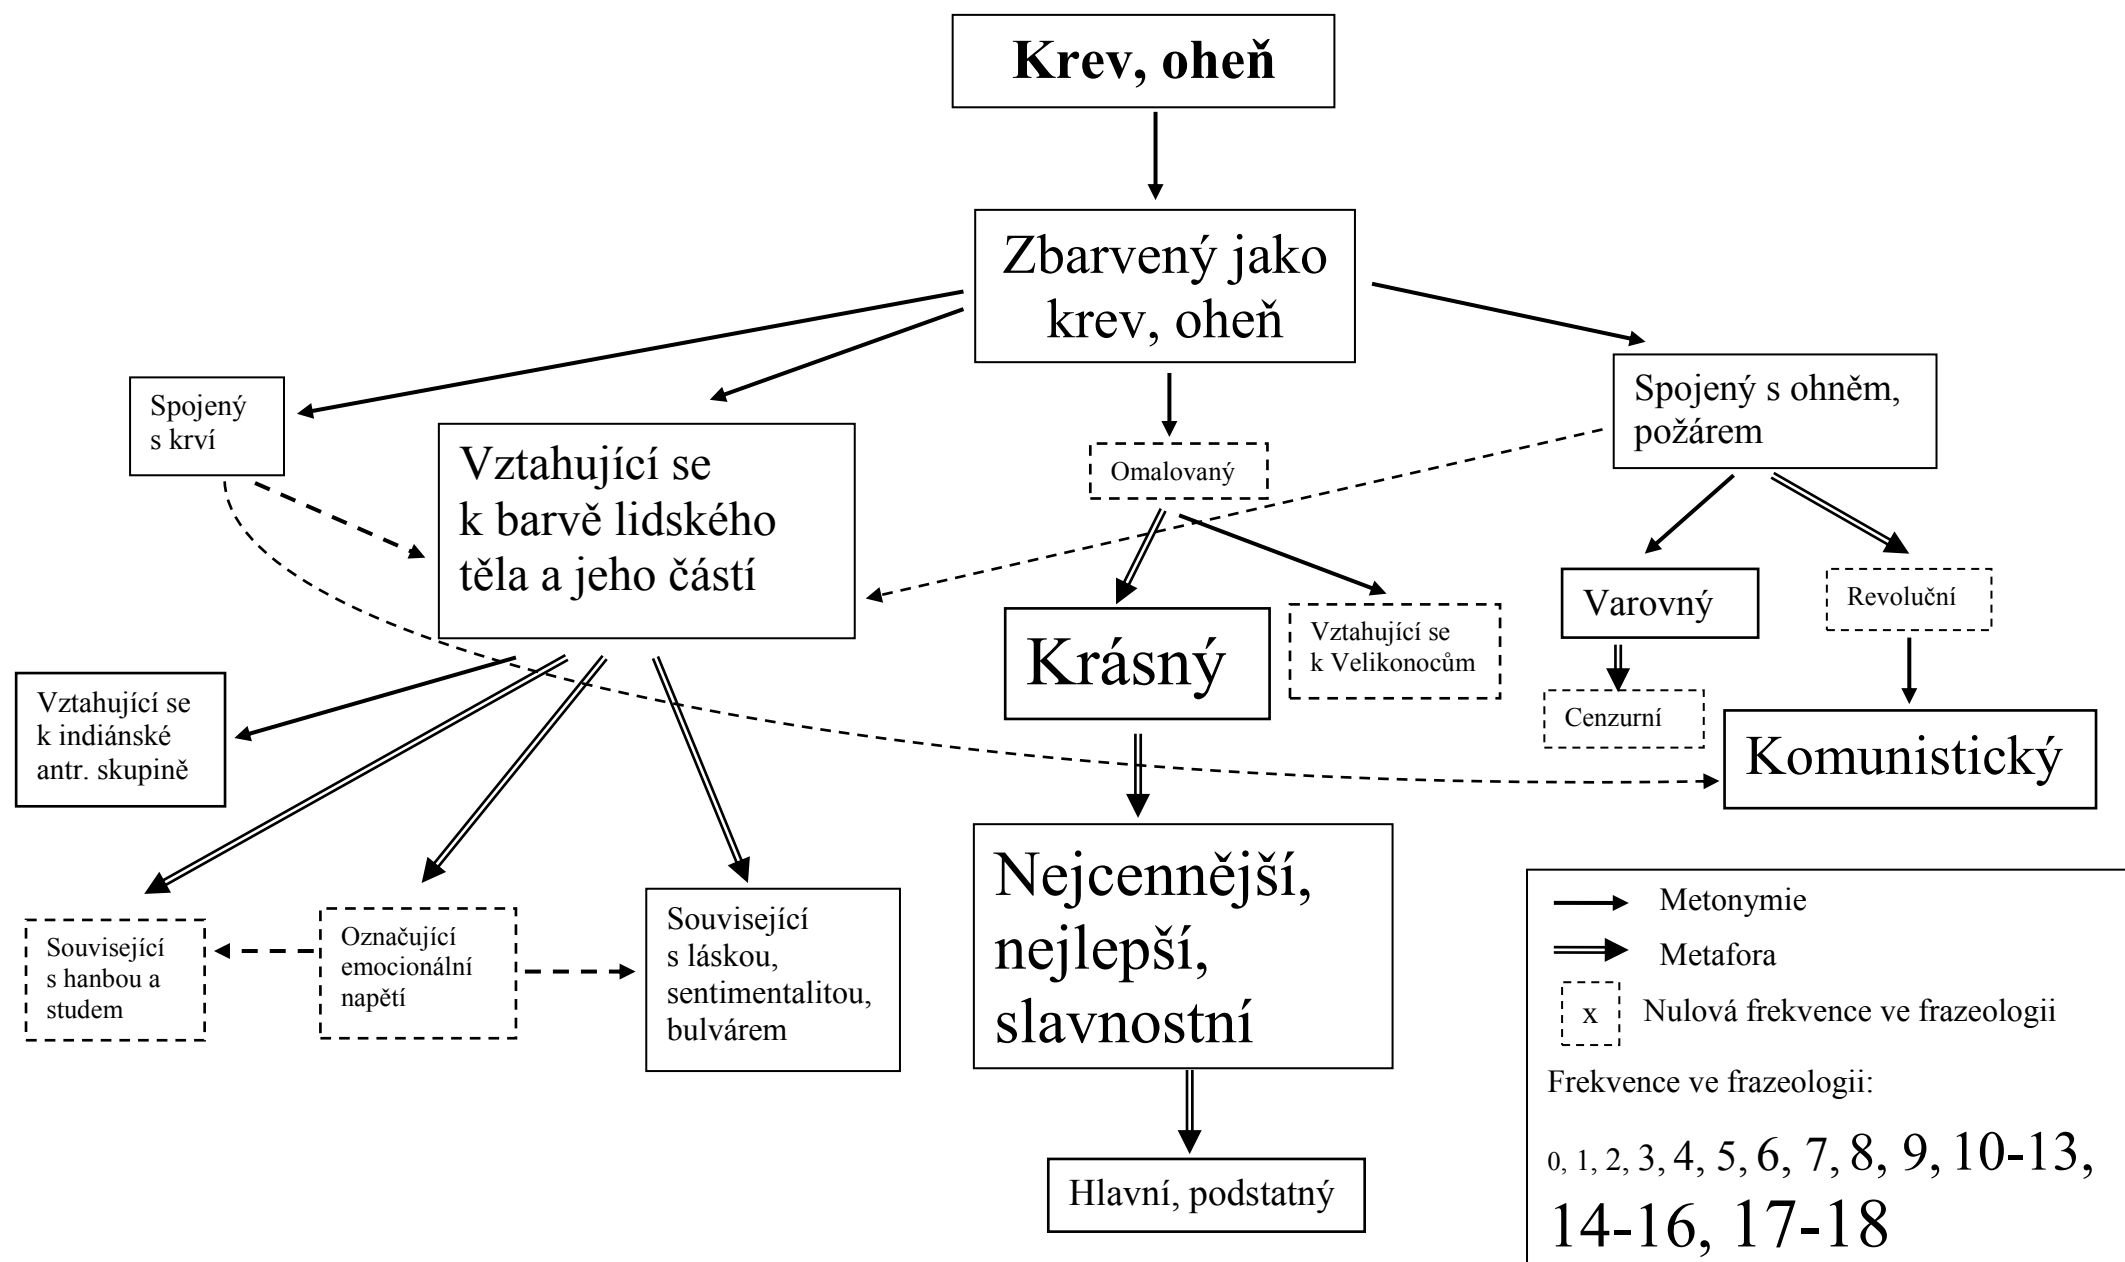 Krev, oheň
Zbarvený jako
krev, oheň
Spojený
s krví
Vztahující se
k barvě lidského
těla a jeho částí
Omalovaný
Spojený s ohněm,
požárem
Krásný
Vztahující se
k Velikonocům
Varovný
Revoluční
Vztahující se
k indiánské
antr. skupině
Cenzurní
Komunistický
Související
s hanbou a
studem
Označující
emocionální
napětí
Související
s láskou,
sentimentalitou,
bulvárem
Nejcennější,
nejlepší,
slavnostní
Hlavní, podstatný
Metonymie
Metafora
x Nulová frekvence ve frazeologii
Frekvence ve frazeologii:
0, 1, 2, 3, 4, 5, 6, 7, 8, 9, 10-13,
14-16, 17-18